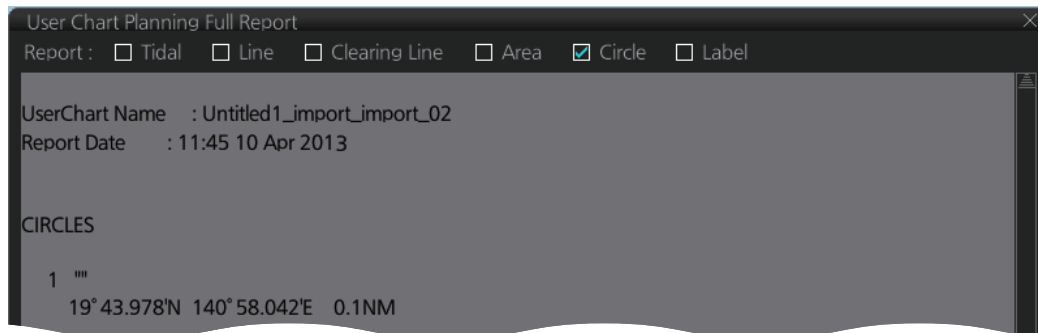 User Chart Planning Full Report
Report : Tidal Line Clearing Line Area Circle Label
UserChart Name : Untitled1_import_import_02
Report Date : 11:45 10 Apr 2013
CIRCLES
1 ""
19°43.978'N 140°58.042'E 0.1NM